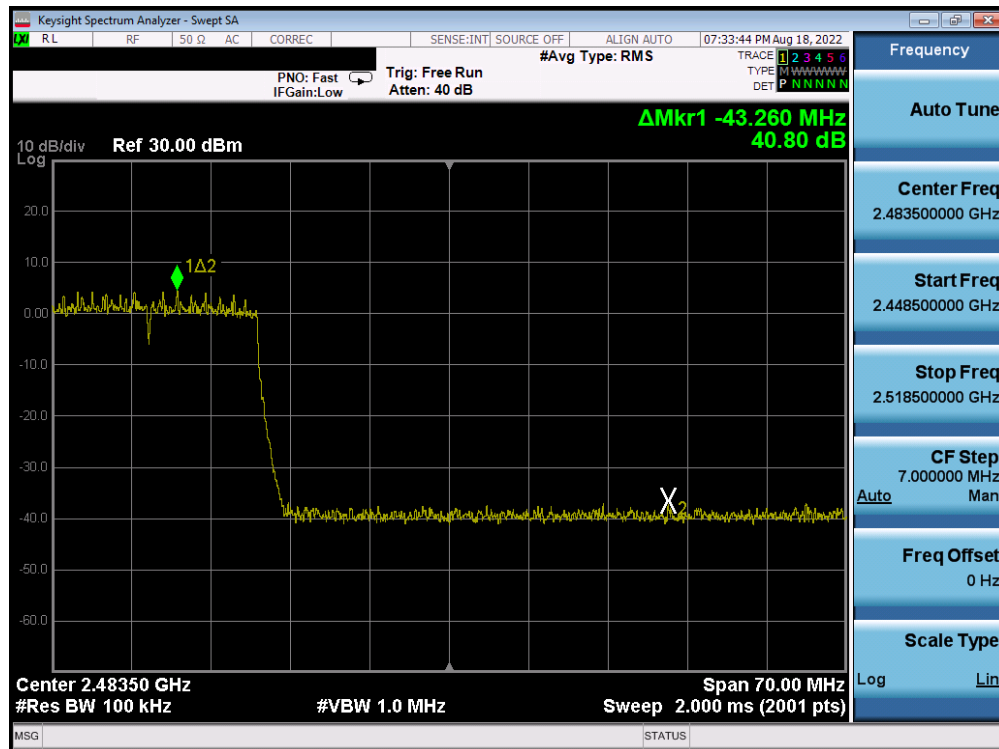 Keysight Spectrum Analyzer - Swept SA
LXI RL RF 50 Ω AC CORREC SENSE:INT SOURCE OFF ALIGN AUTO 07:33:44 PM Aug 18, 2022
#Avg Type: RMS
TRACE 1 2 3 4 5 6
PNO: Fast Trig: Free Run TYPE M WWWWW
IFGain:Low Atten: 40 dB DET P N N N N N
ΔMkr1 -43.260 MHz
40.80 dB
10 dB/div Ref 30.00 dBm
Log
20.0
10.0
1Δ2
0.00
-10.0
-20.0
-30.0
X2
-40.0
-50.0
-60.0
Center 2.48350 GHz Span 70.00 MHz
#Res BW 100 kHz #VBW 1.0 MHz Sweep 2.000 ms (2001 pts)
MSG STATUS
Frequency
Auto Tune
Center Freq
2.483500000 GHz
Start Freq
2.448500000 GHz
Stop Freq
2.518500000 GHz
CF Step
7.000000 MHz
Auto Man
Freq Offset
0 Hz
Scale Type
Log Lin